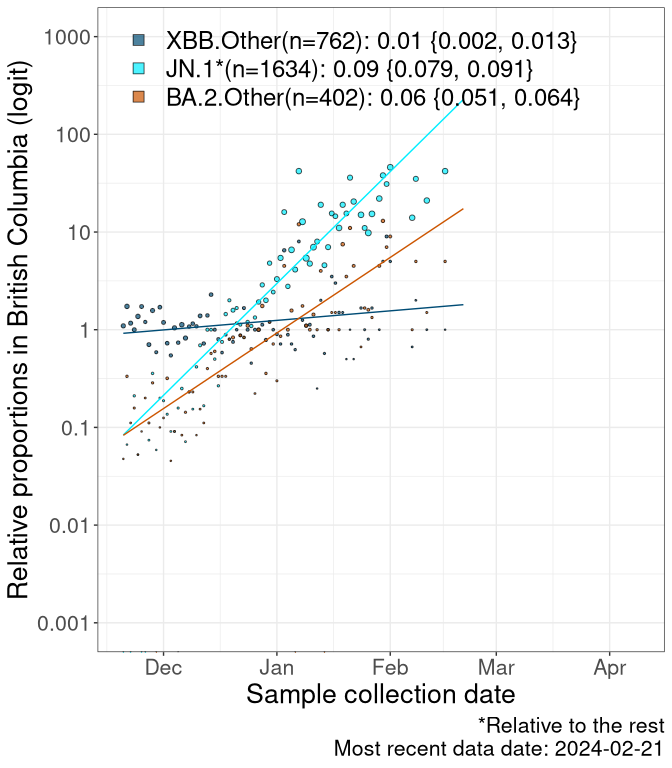 XBB.Other(n=762): 0.01 {0.002, 0.013}
JN.1*(n=1634): 0.09 {0.079, 0.091}
BA.2.Other(n=402): 0.06 {0.051, 0.064}
Relative proportions in British Columbia (logit)
1000
100
10
1
0.1
0.01
0.001
Dec Jan Feb Mar Apr
Sample collection date
*Relative to the rest
Most recent data date: 2024-02-21